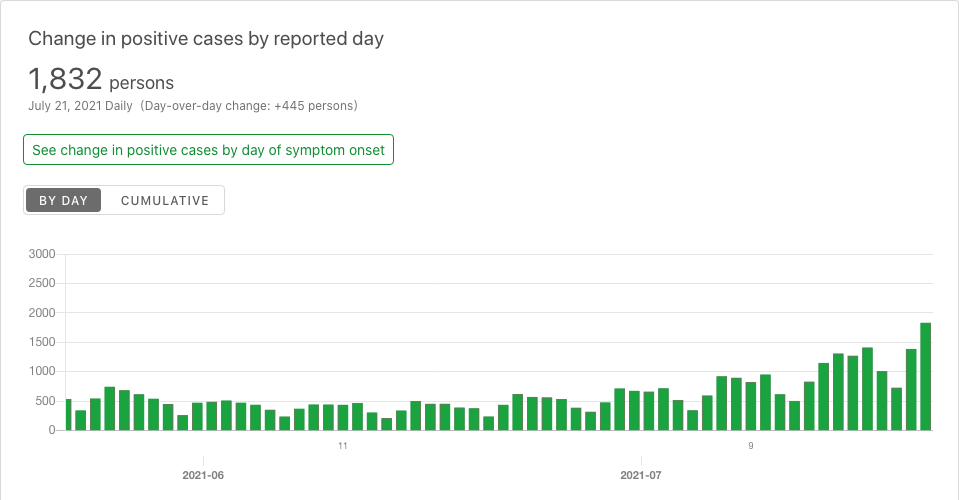 Change in positive cases by reported day
1,832 persons
July 21, 2021 Daily (Day-over-day change: +445 persons)
See change in positive cases by day of symptom onset
BY DAY CUMULATIVE
3000
2500
2000
1500
1000
500
0
11 9
2021-06 2021-07